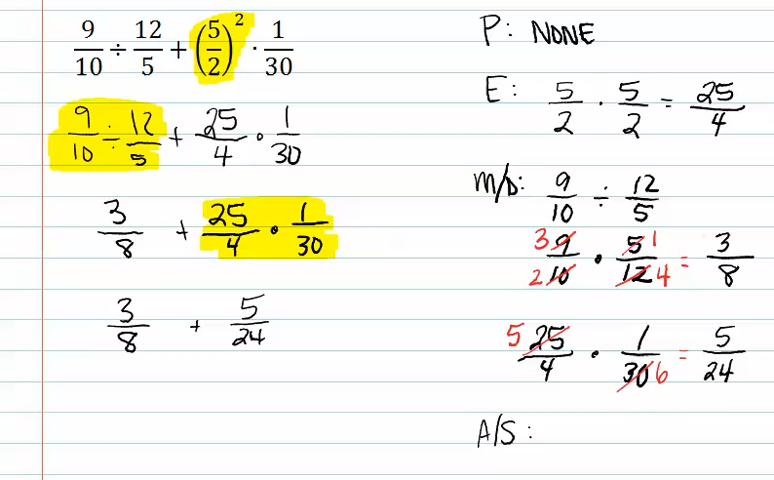 9/10 ÷ 12/5 + (5/2)² · 1/30
9/10 ÷ 12/5 + 25/4 · 1/30
3/8 + 25/4 · 1/30
3/8 + 5/24
P: NONE
E: 5/2 · 5/2 = 25/4
M/D: 9/10 ÷ 12/5
3 9/10 2 · 5/12 1 4 = 3/8
5 25/4 · 1/30 6 = 5/24
A/S: